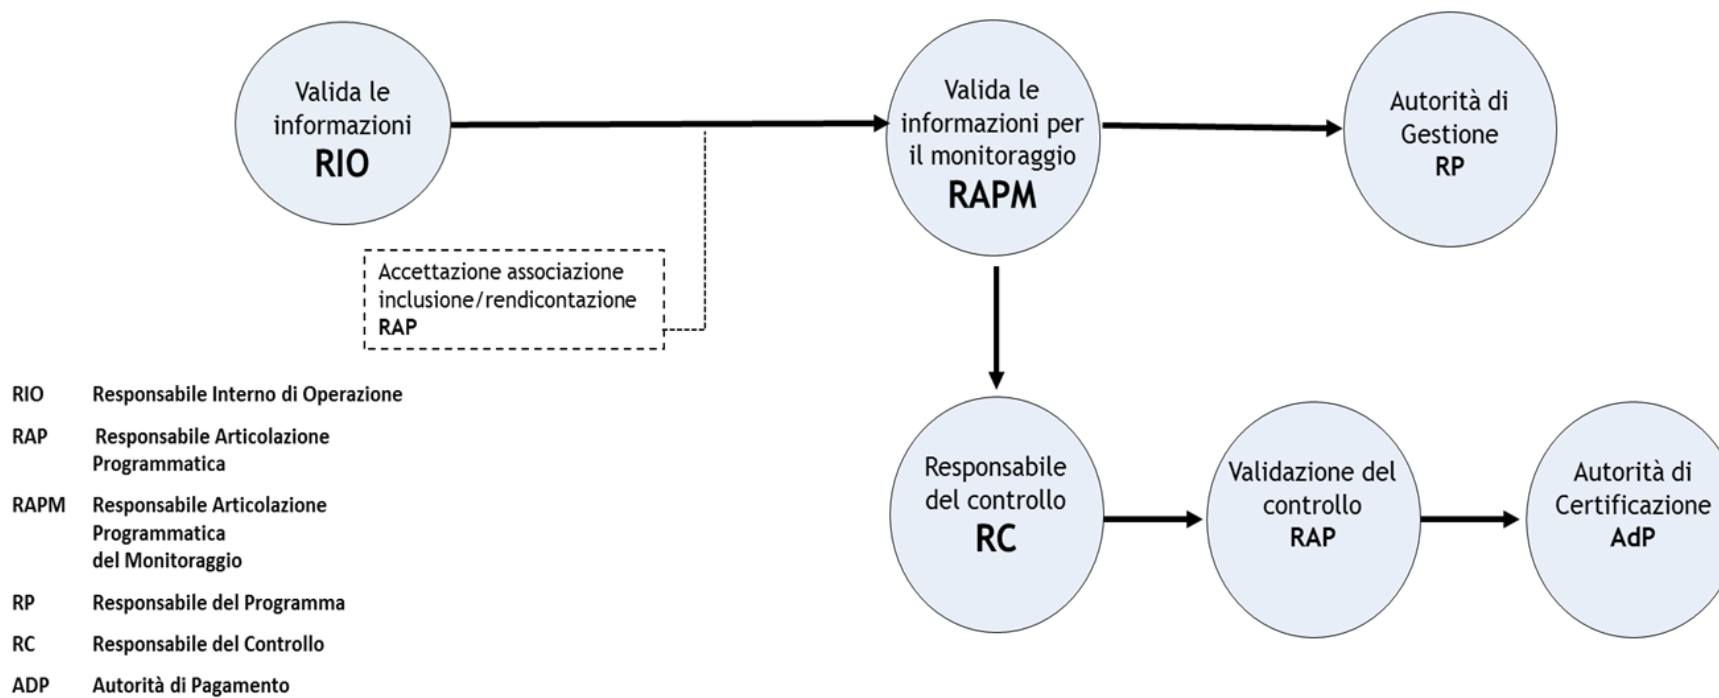 Valida le
informazioni
RIO
Valida le
informazioni per
il monitoraggio
RAPM
Autorità di
Gestione
RP
Accettazione associazione
inclusione/rendicontazione
RAP
Responsabile
del controllo
RC
Validazione del
controllo
RAP
Autorità di
Certificazione
AdP
RIO Responsabile Interno di Operazione
RAP Responsabile Articolazione
Programmatica
RAPM Responsabile Articolazione
Programmatica
del Monitoraggio
RP Responsabile del Programma
RC Responsabile del Controllo
ADP Autorità di Pagamento